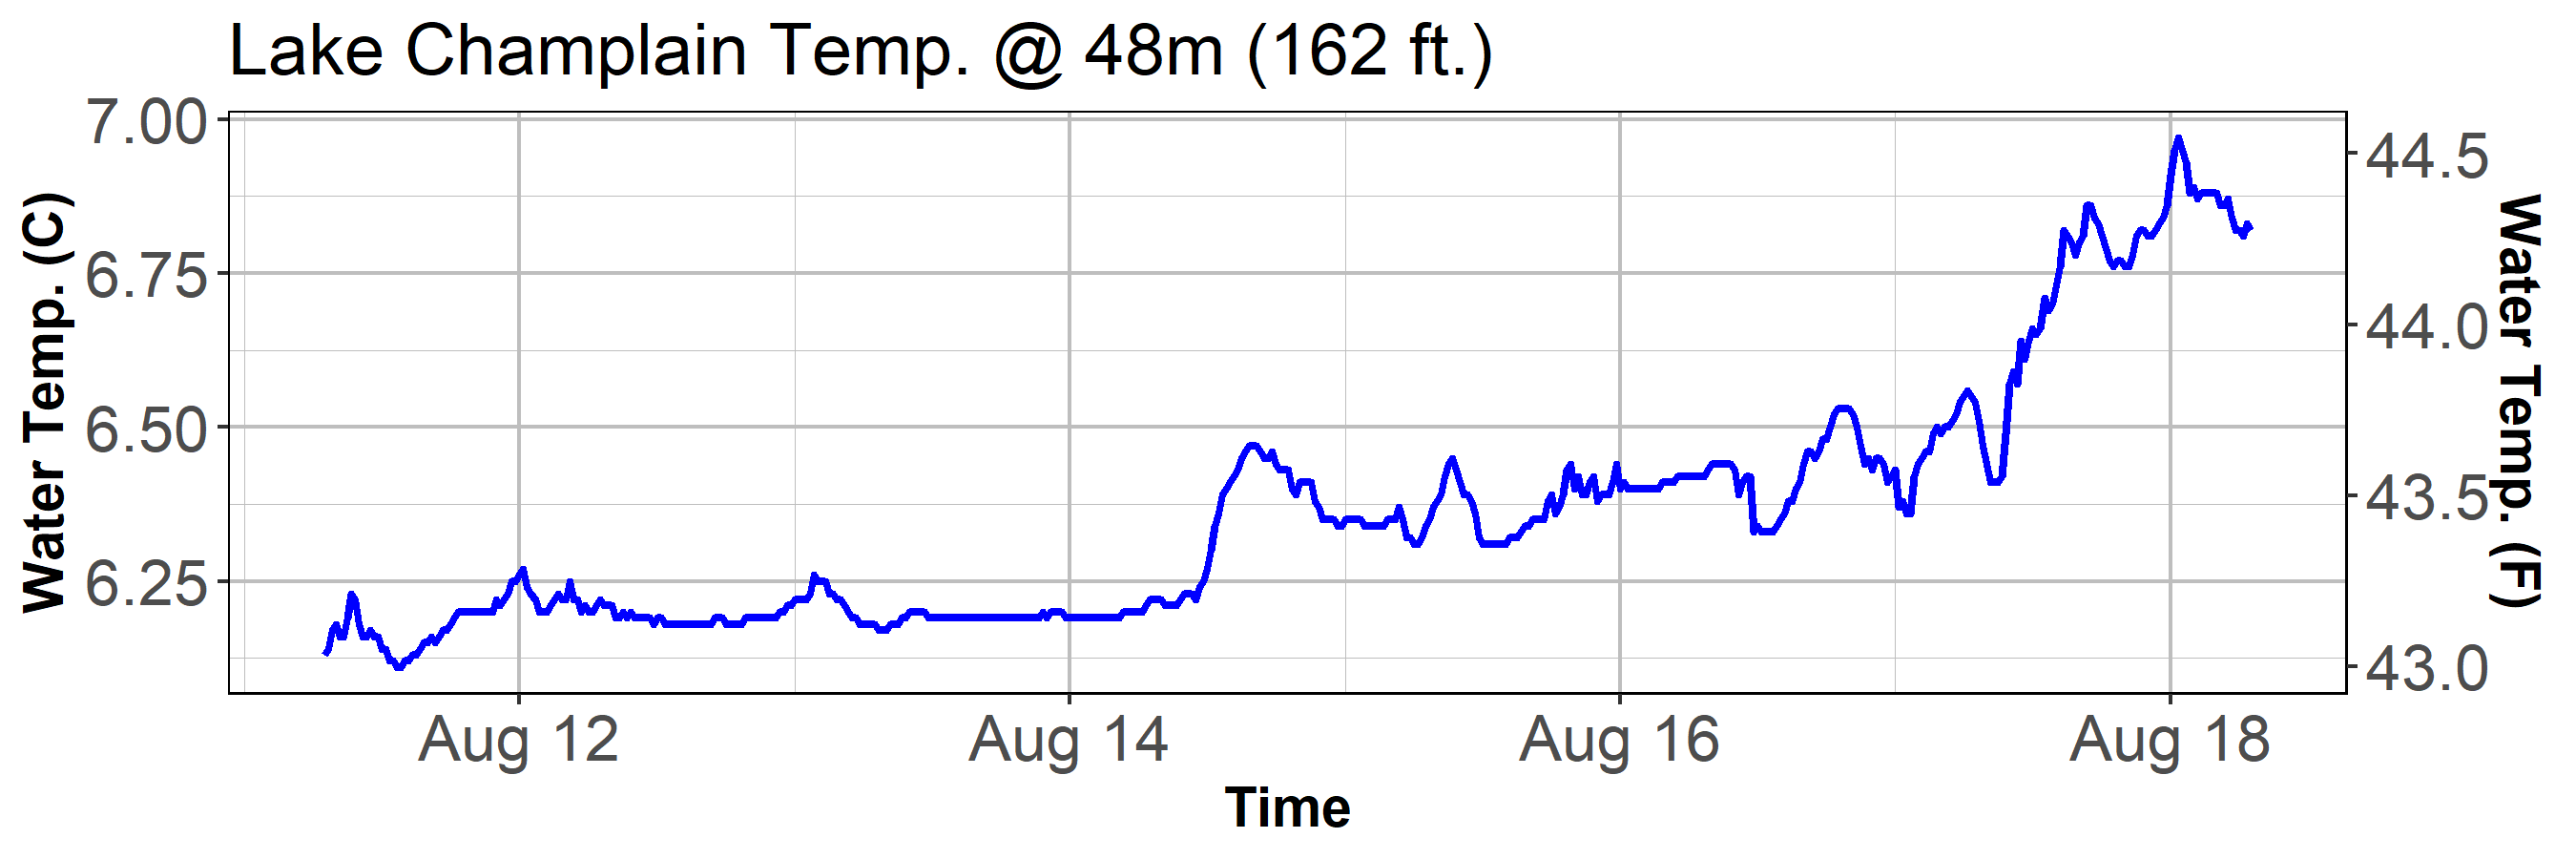 Lake Champlain Temp. @ 48m (162 ft.)
Water Temp. (C)
7.00
6.75
6.50
6.25
44.5
44.0
43.5
43.0
Water Temp. (F)
Aug 12 Aug 14 Aug 16 Aug 18
Time